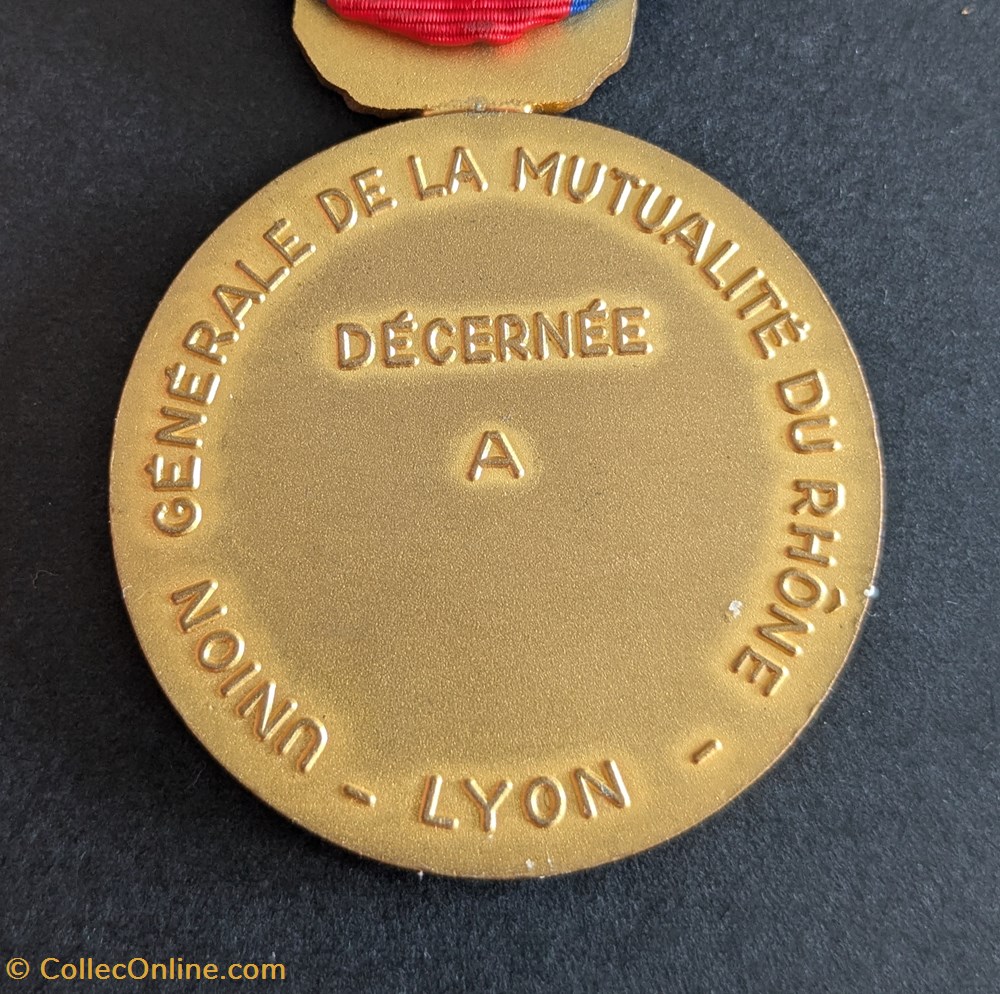 UNION GÉNÉRALE DE LA MUTUALITÉ DU RHÔNE
- LYON -
DÉCERNÉE
A
© CollecOnline.com